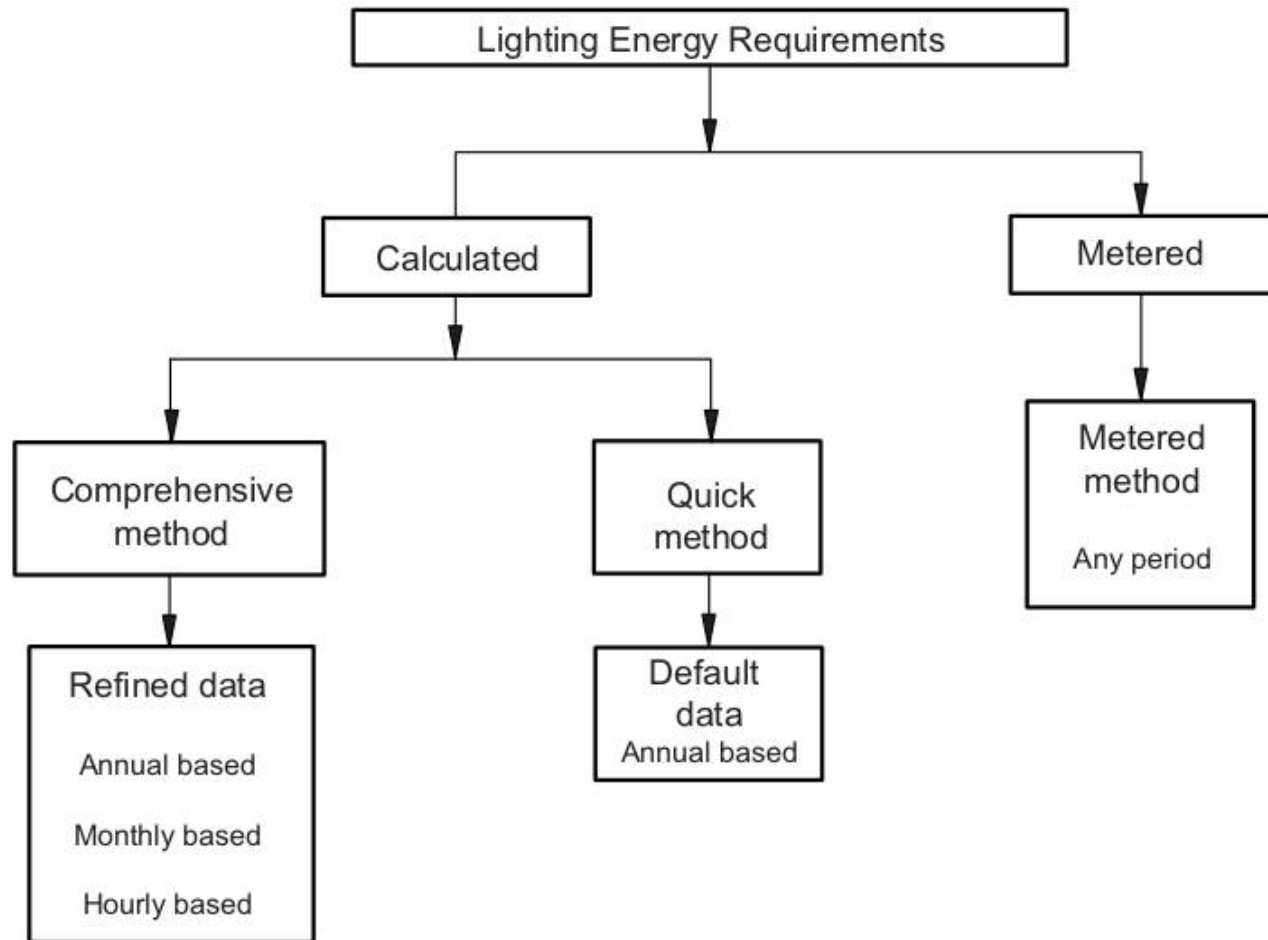 Lighting Energy Requirements
Calculated
Metered
Comprehensive
method
Quick
method
Metered
method
Any period
Refined data
Annual based
Monthly based
Hourly based
Default
data
Annual based